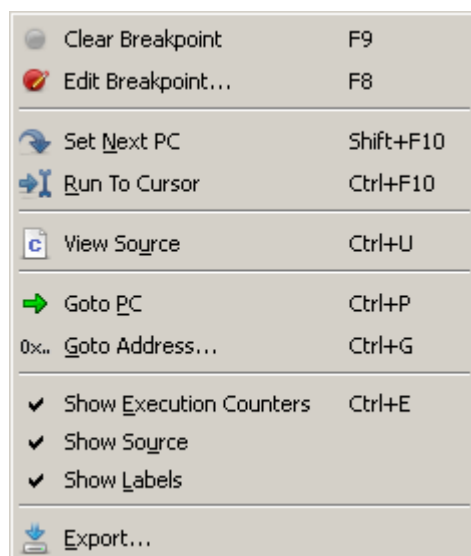 Clear Breakpoint F9
Edit Breakpoint... F8
Set Next PC Shift+F10
Run To Cursor Ctrl+F10
c View Source Ctrl+U
Goto PC Ctrl+P
0x.. Goto Address... Ctrl+G
Show Execution Counters Ctrl+E
Show Source
Show Labels
Export...